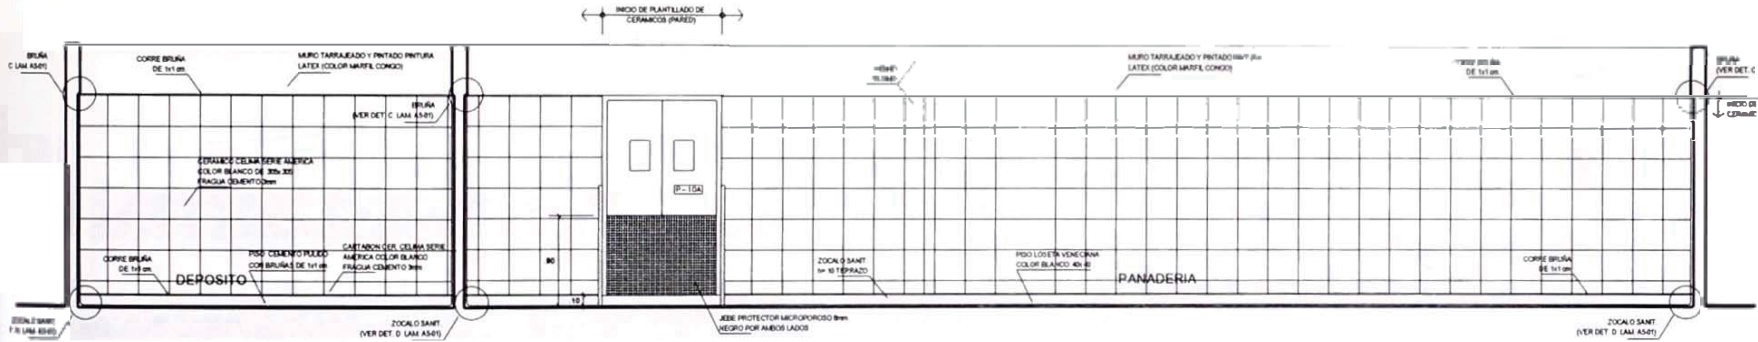 INICIO DE PLANTILLADO DE
CERAMICOS (PARED)
BRUÑA
C LAM. A5-01)
CORRE BRUÑA
DE 1x1 cm
MURO TARRAJEADO Y PINTADO PINTURA
LATEX (COLOR MARFIL CONGO)
BRUÑA
(VER DET. C LAM. A5-01)
MURO TARRAJEADO Y PINTADO
LATEX (COLOR MARFIL CONGO)
DE 1x1 cm
BRUÑA
(VER DET. C
CERAMICO CELIMA SERIE AMERICA
COLOR BLANCO DE 305x305
FRAGUA CEMENTO 3mm
P-10A
90
10
CORRE BRUÑA
DE 1x1 cm
DEPOSITO
PISO CEMENTO PULIDO
CON BRUÑAS DE 1x1 cm
CARTABON CER. CELIMA SERIE
AMERICA COLOR BLANCO
FRAGUA CEMENTO 3mm
ZOCALO SANIT.
h= 10 TERRAZO
PISO LOSETA VENECIANA
COLOR BLANCO 40x40
PANADERIA
CORRE BRUÑA
DE 1x1 cm
ZOCALO SANIT.
ZOCALO SANIT.
(VER DET. D LAM. A5-01)
JEBE PROTECTOR MICROPOROSO 8mm
NEGRO POR AMBOS LADOS
ZOCALO SANIT.
(VER DET. D LAM. A5-01)